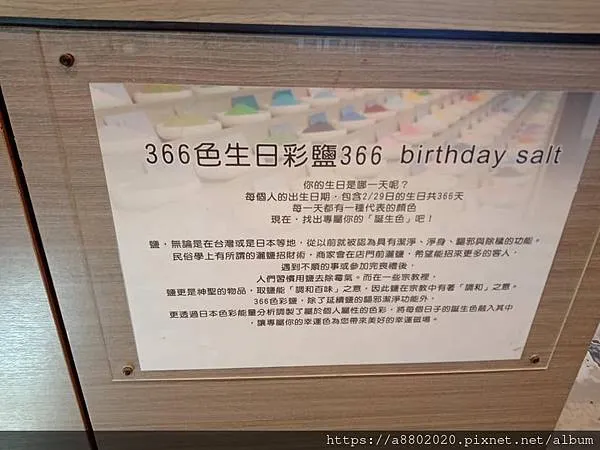 366色生日彩鹽366 birthday salt
你的生日是哪一天呢？
每個人的出生日期，包含2/29日的生日共366天
每一天都有一種代表的顏色
現在，找出專屬你的「誕生色」吧！
鹽，無論是在台灣或是日本等地，從以前就被認為具有潔淨、淨身、驅邪與除穢的功能。
民俗學上有所謂的灑鹽招財術，商家會在店門前灑鹽，希望能招來更多的客人，
遇到不順的事或參加完喪禮後，
人們習慣用鹽去除霉氣。而在一些宗教裡，
鹽更是神聖的物品，取鹽能「調和百味」之意，因此鹽在宗教中有著「調和」之意。
366色彩鹽，除了延續鹽的驅邪潔淨功能外，
更透過日本色彩能量分析調製了屬於個人屬性的色彩，將每個日子的誕生色融入其中
，讓專屬你的幸運色為您帶來美好的幸運磁場。
https://a8802020.pixnet.net/album